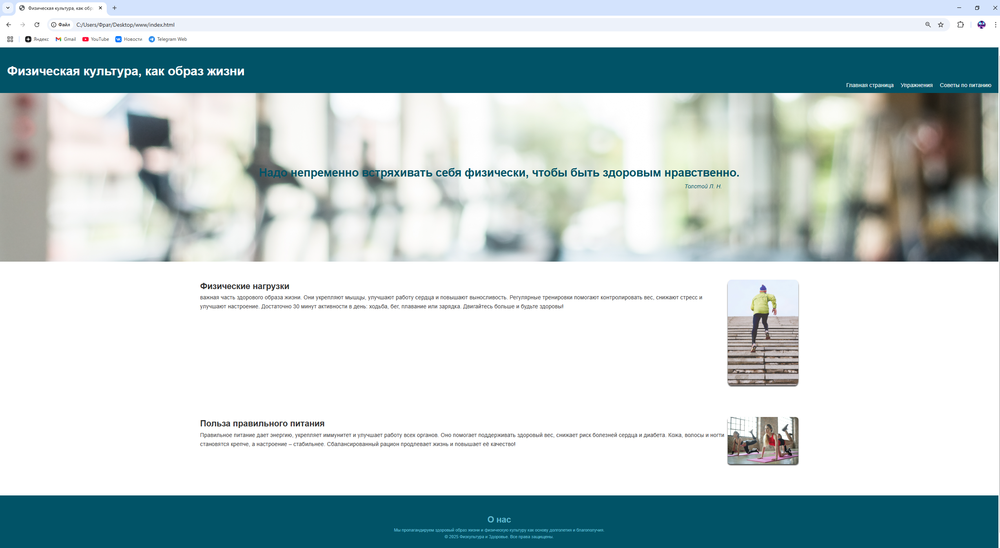 Физическая культура, как обр
Файл
C:/Users/Фрат/Desktop/www/index.html
Яндекс
Gmail
YouTube
Новости
Telegram Web
Физическая культура, как образ жизни
Главная страница
Упражнения
Советы по питанию
Надо непременно встряхивать себя физически, чтобы быть здоровым нравственно.
Толстой Л. Н.
Физические нагрузки
важная часть здорового образа жизни. Они укрепляют мышцы, улучшают работу сердца и повышают выносливость. Регулярные тренировки помогают контролировать вес, снижают стресс и
улучшают настроение. Достаточно 30 минут активности в день: ходьба, бег, плавание или зарядка. Двигайтесь больше и будьте здоровы!
Польза правильного питания
Правильное питание дает энергию, укрепляет иммунитет и улучшает работу всех органов. Оно помогает поддерживать здоровый вес, снижает риск болезней сердца и диабета. Кожа, волосы и ногти
становятся крепче, а настроение – стабильнее. Сбалансированный рацион продлевает жизнь и повышает её качество!
О нас
Мы пропагандируем здоровый образ жизни и физическую культуру как основу долголетия и благополучия.
© 2025 Физкультура и Здоровье. Все права защищены.